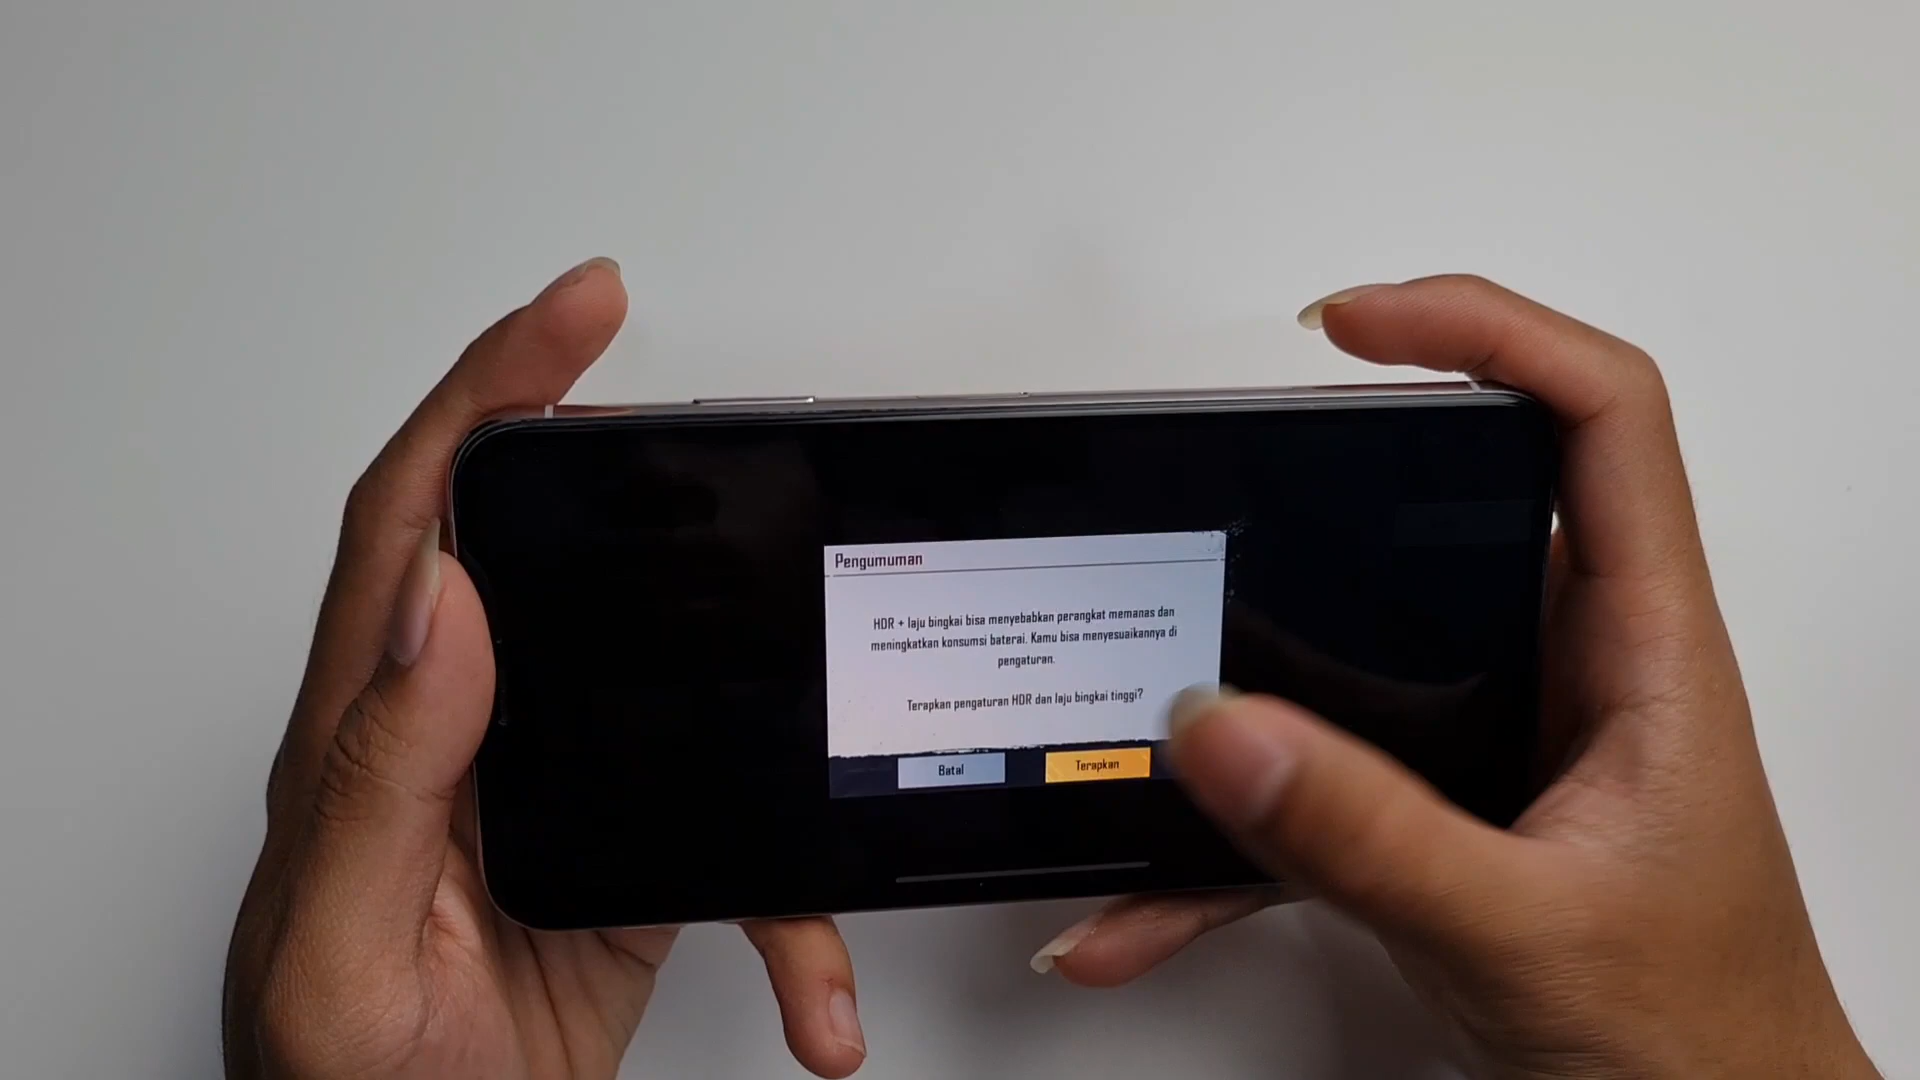 Pengumuman
HDR + laju bingkai bisa menyebabkan perangkat memanas dan
meningkatkan konsumsi baterai. Kamu bisa menyesuaikannya di
pengaturan.
Terapkan pengaturan HDR dan laju bingkai tinggi?
Batal
Terapkan